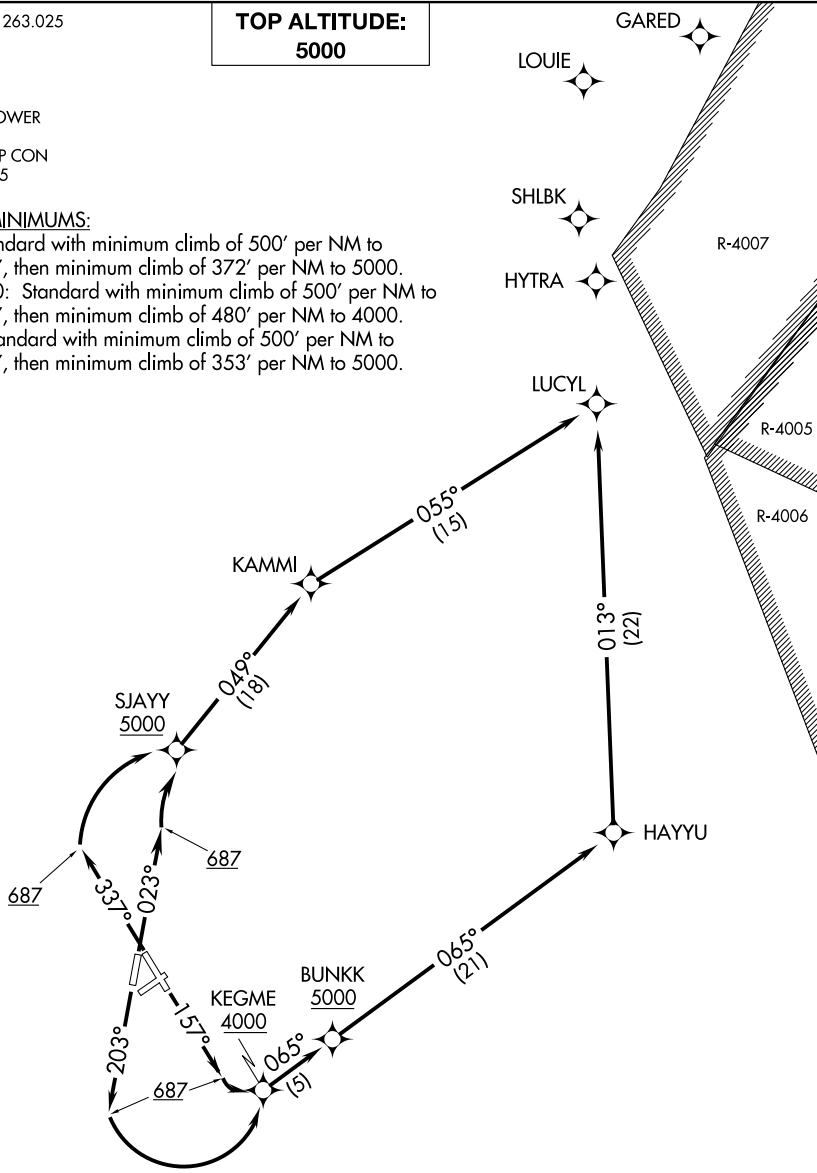 263.025
TOP ALTITUDE:
5000
GARED
LOUIE
OWER
P CON
5
SHLBK
MINIMUMS:
ndard with minimum climb of 500' per NM to
', then minimum climb of 372' per NM to 5000.
0: Standard with minimum climb of 500' per NM to
', then minimum climb of 480' per NM to 4000.
andard with minimum climb of 500' per NM to
', then minimum climb of 353' per NM to 5000.
R-4007
HYTRA
LUCYL
R-4005
R-4006
055°
(15)
KAMMI
013°
(22)
049°
(18)
SJAYY
5000
HAYYU
687
687
337°
023°
065°
(21)
BUNKK
5000
KEGME
4000
157°
203°
065°
(5)
687